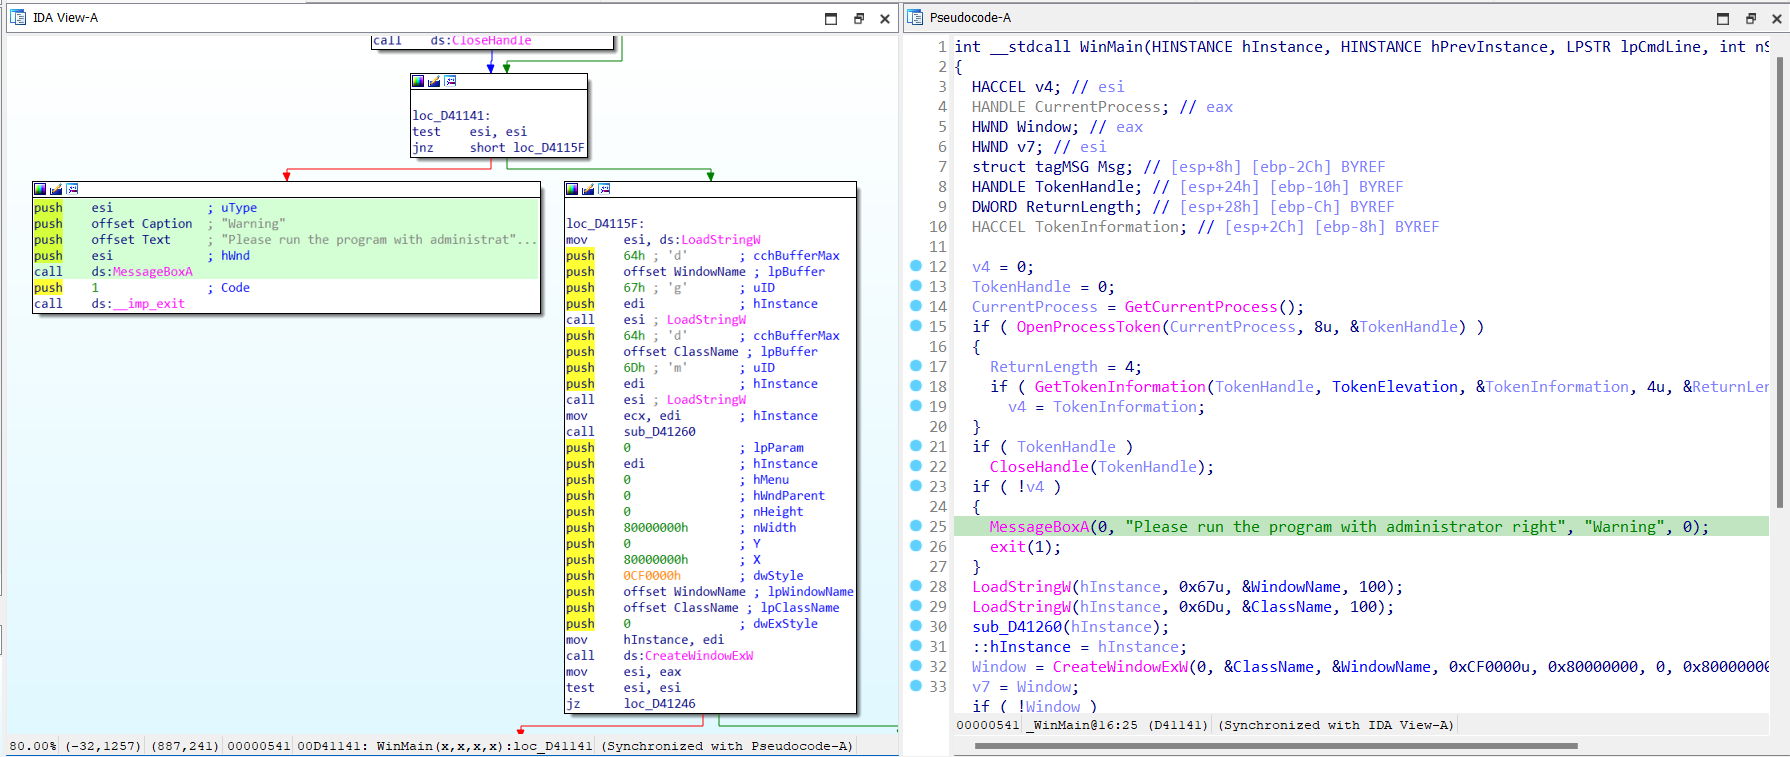 IDA View-A
call ds:CloseHandle
loc_D41141:
test esi, esi
jnz short loc_D4115F
push esi ; uType
push offset Caption ; "Warning"
push offset Text ; "Please run the program with administrat"...
push esi ; hWnd
call ds:MessageBoxA
push 1 ; Code
call ds:__imp_exit
loc_D4115F:
mov esi, ds:LoadStringW
push 64h ; 'd' ; cchBufferMax
push offset WindowName ; lpBuffer
push 67h ; 'g' ; uID
push edi ; hInstance
call esi ; LoadStringW
push 64h ; 'd' ; cchBufferMax
push offset ClassName ; lpBuffer
push 6Dh ; 'm' ; uID
push edi ; hInstance
call esi ; LoadStringW
mov ecx, edi ; hInstance
call sub_D41260
push 0 ; lpParam
push edi ; hInstance
push 0 ; hMenu
push 0 ; hWndParent
push 0 ; nHeight
push 80000000h ; nWidth
push 0 ; Y
push 80000000h ; X
push 0CF0000h ; dwStyle
push offset WindowName ; lpWindowName
push offset ClassName ; lpClassName
push 0 ; dwExStyle
mov hInstance, edi
call ds:CreateWindowExW
mov esi, eax
test esi, esi
jz loc_D41246
80.00% (-32,1257) (887,241) 00000541 00D41141: WinMain(x,x,x,x):loc_D41141 (Synchronized with Pseudocode-A)
Pseudocode-A
1 int __stdcall WinMain(HINSTANCE hInstance, HINSTANCE hPrevInstance, LPSTR lpCmdLine, int nS
2 {
3 HACCEL v4; // esi
4 HANDLE CurrentProcess; // eax
5 HWND Window; // eax
6 HWND v7; // esi
7 struct tagMSG Msg; // [esp+8h] [ebp-2Ch] BYREF
8 HANDLE TokenHandle; // [esp+24h] [ebp-10h] BYREF
9 DWORD ReturnLength; // [esp+28h] [ebp-Ch] BYREF
10 HACCEL TokenInformation; // [esp+2Ch] [ebp-8h] BYREF
11
12 v4 = 0;
13 TokenHandle = 0;
14 CurrentProcess = GetCurrentProcess();
15 if ( OpenProcessToken(CurrentProcess, 8u, &TokenHandle) )
16 {
17 ReturnLength = 4;
18 if ( GetTokenInformation(TokenHandle, TokenElevation, &TokenInformation, 4u, &ReturnLen
19 v4 = TokenInformation;
20 }
21 if ( TokenHandle )
22 CloseHandle(TokenHandle);
23 if ( !v4 )
24 {
25 MessageBoxA(0, "Please run the program with administrator right", "Warning", 0);
26 exit(1);
27 }
28 LoadStringW(hInstance, 0x67u, &WindowName, 100);
29 LoadStringW(hInstance, 0x6Du, &ClassName, 100);
30 sub_D41260(hInstance);
31 ::hInstance = hInstance;
32 Window = CreateWindowExW(0, &ClassName, &WindowName, 0xCF0000u, 0x80000000, 0, 0x80000000
33 v7 = Window;
if ( !Window )
00000541 _WinMain@16:25 (D41141) (Synchronized with IDA View-A)